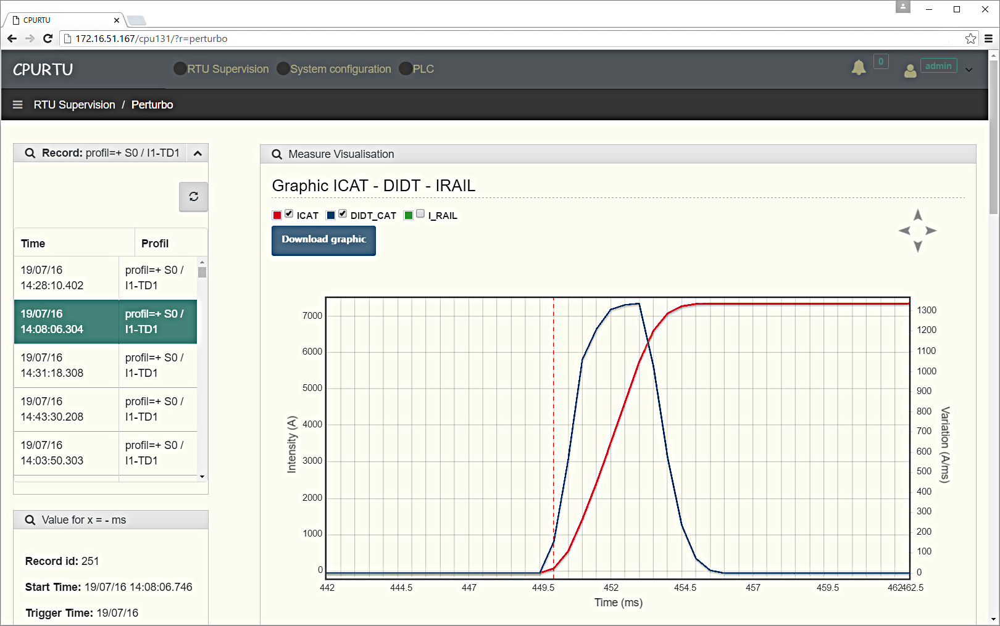 CPURTU
172.16.51.167/cpu131/?r=perturbo
CPURTU
RTU Supervision
System configuration
PLC
0
admin
RTU Supervision / Perturbo
Record: profil=+ S0 / I1-TD1
Time
Profil
19/07/16
14:28:10.402
profil=+ S0 /
I1-TD1
19/07/16
14:08:06.304
profil=+ S0 /
I1-TD1
19/07/16
14:31:18.308
profil=+ S0 /
I1-TD1
19/07/16
14:43:30.208
profil=+ S0 /
I1-TD1
19/07/16
14:03:50.303
profil=+ S0 /
I1-TD1
Value for x = - ms
Record id: 251
Start Time: 19/07/16 14:08:06.746
Trigger Time: 19/07/16
Measure Visualisation
Graphic ICAT - DIDT - IRAIL
ICAT
DIDT_CAT
I_RAIL
Download graphic
Intensity (A)
7000
6000
5000
4000
3000
2000
1000
0
1300
1200
1100
1000
900
800
700
600
500
400
300
200
100
0
Variation (A/ms)
442
444.5
447
449.5
452
454.5
457
459.5
462
462.5
Time (ms)